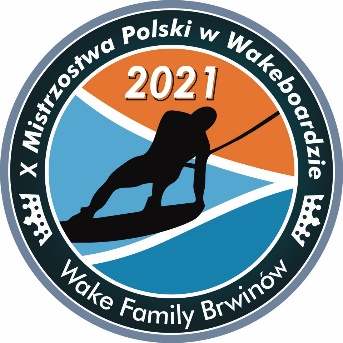 X Mistrzostwa Polski w Wakeboardzie
2021
Wake Family Brwinów